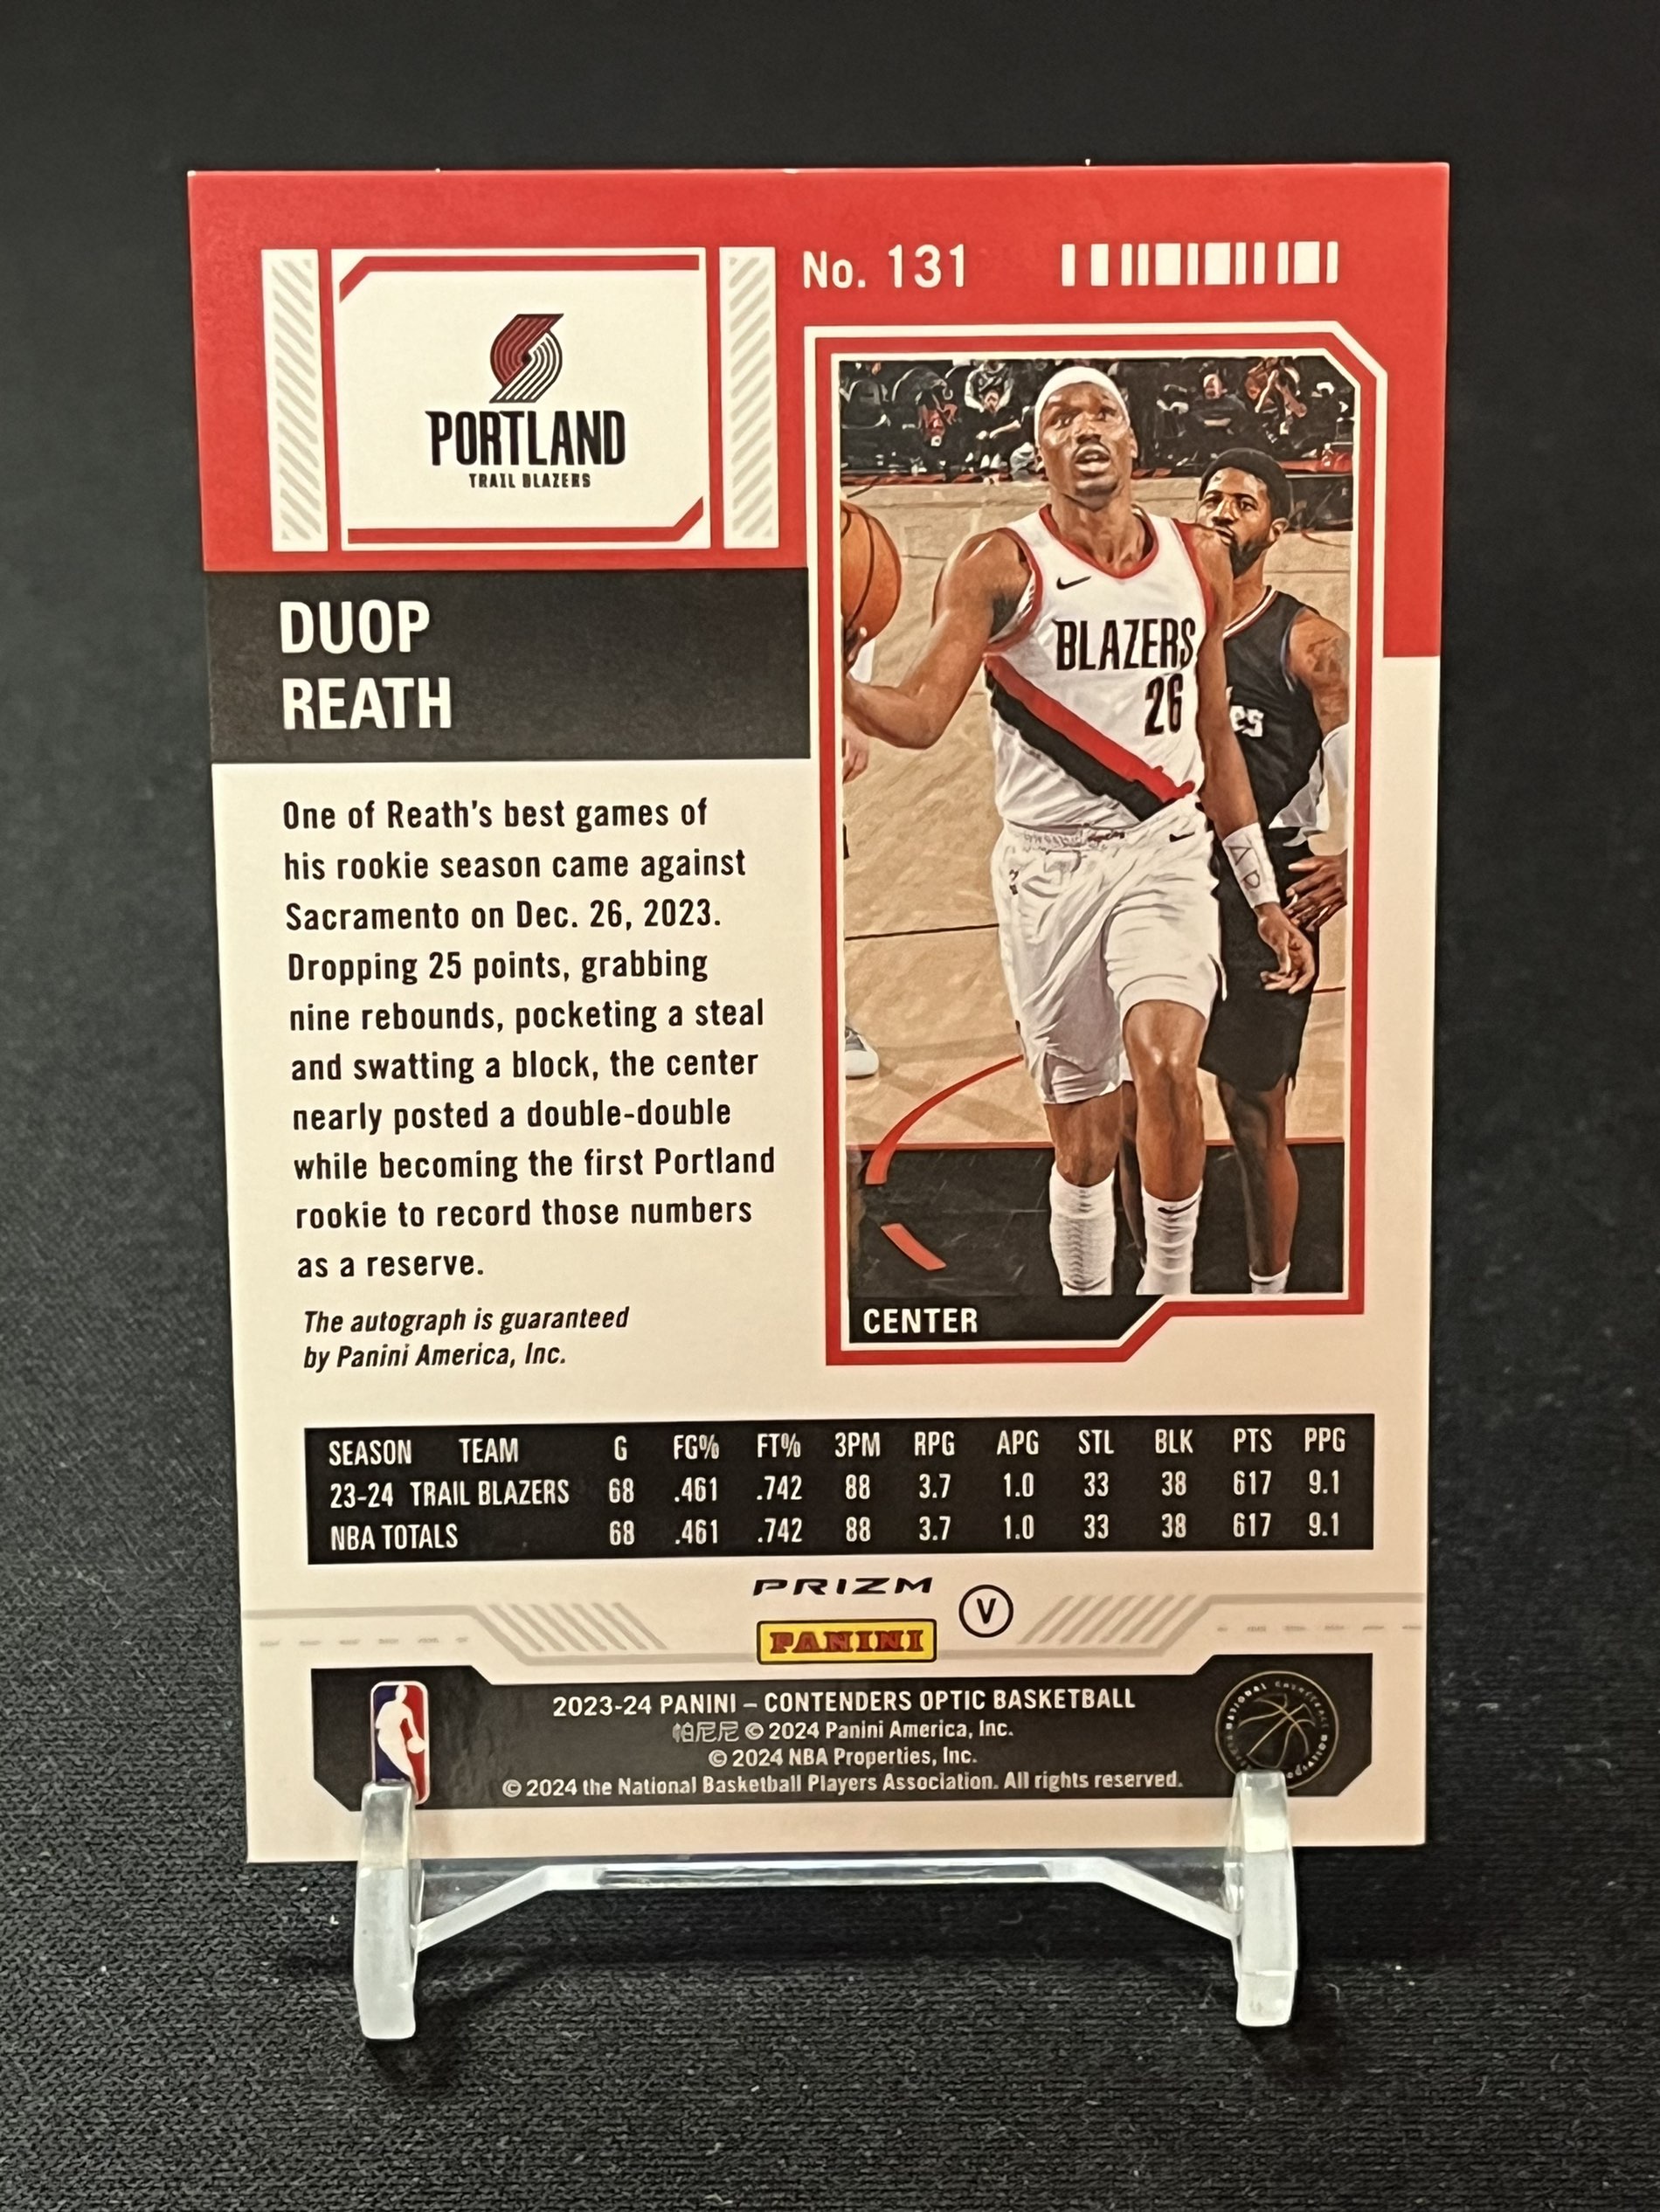 No. 131
PORTLAND
TRAIL BLAZERS
DUOP
REATH
One of Reath's best games of
his rookie season came against
Sacramento on Dec. 26, 2023.
Dropping 25 points, grabbing
nine rebounds, pocketing a steal
and swatting a block, the center
nearly posted a double-double
while becoming the first Portland
rookie to record those numbers
as a reserve.
The autograph is guaranteed
by Panini America, Inc.
BLAZERS
26
CENTER
SEASON TEAM G FG% FT% 3PM RPG APG STL BLK PTS PPG
23-24 TRAIL BLAZERS 68 .461 .742 88 3.7 1.0 33 38 617 9.1
NBA TOTALS 68 .461 .742 88 3.7 1.0 33 38 617 9.1
PRIZM
V
PANINI
2023-24 PANINI – CONTENDERS OPTIC BASKETBALL
帕尼尼 © 2024 Panini America, Inc.
© 2024 NBA Properties, Inc.
© 2024 the National Basketball Players Association. All rights reserved.